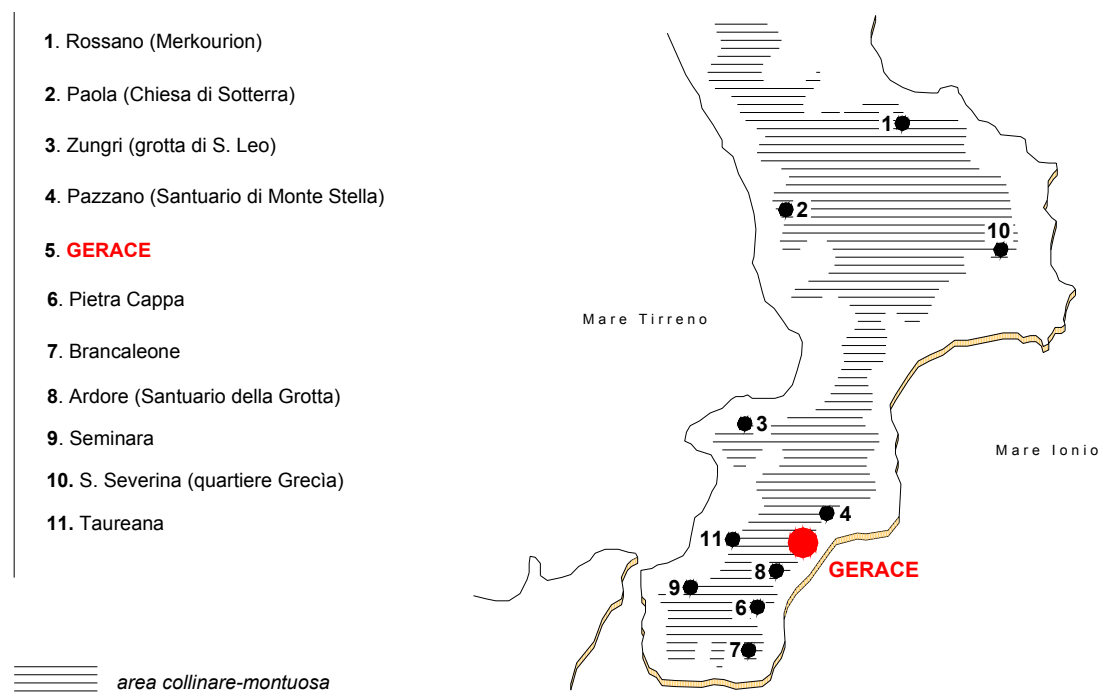 1. Rossano (Merkourion)
2. Paola (Chiesa di Sotterra)
3. Zungri (grotta di S. Leo)
4. Pazzano (Santuario di Monte Stella)
5. GERACE
6. Pietra Cappa
7. Brancaleone
8. Ardore (Santuario della Grotta)
9. Seminara
10. S. Severina (quartiere Grecìa)
11. Taureana
area collinare-montuosa
1
2
10
Mare Tirreno
3
Mare Ionio
4
11
GERACE
8
9
6
7